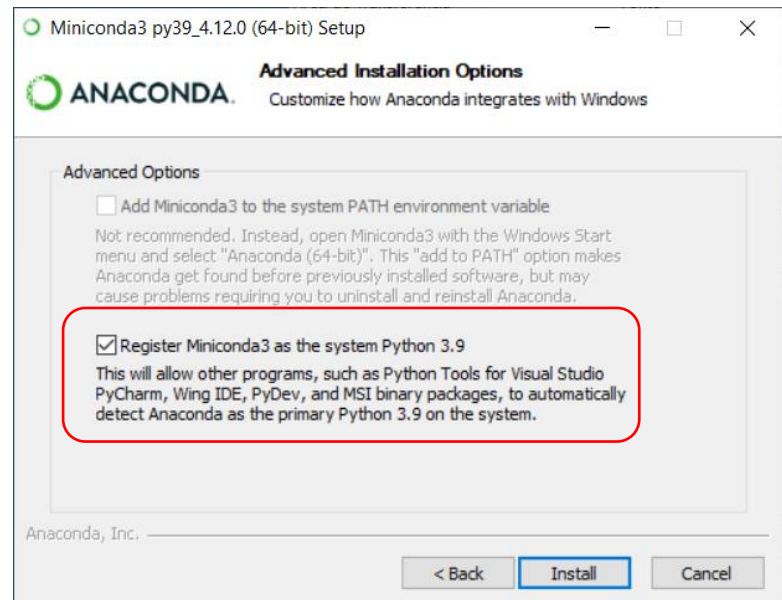 Miniconda3 py39_4.12.0 (64-bit) Setup
ANACONDA.
Advanced Installation Options
Customize how Anaconda integrates with Windows
Advanced Options
Add Miniconda3 to the system PATH environment variable
Not recommended. Instead, open Miniconda3 with the Windows Start
menu and select "Anaconda (64-bit)". This "add to PATH" option makes
Anaconda get found before previously installed software, but may
cause problems requiring you to uninstall and reinstall Anaconda.
Register Miniconda3 as the system Python 3.9
This will allow other programs, such as Python Tools for Visual Studio
PyCharm, Wing IDE, PyDev, and MSI binary packages, to automatically
detect Anaconda as the primary Python 3.9 on the system.
Anaconda, Inc.
< Back
Install
Cancel